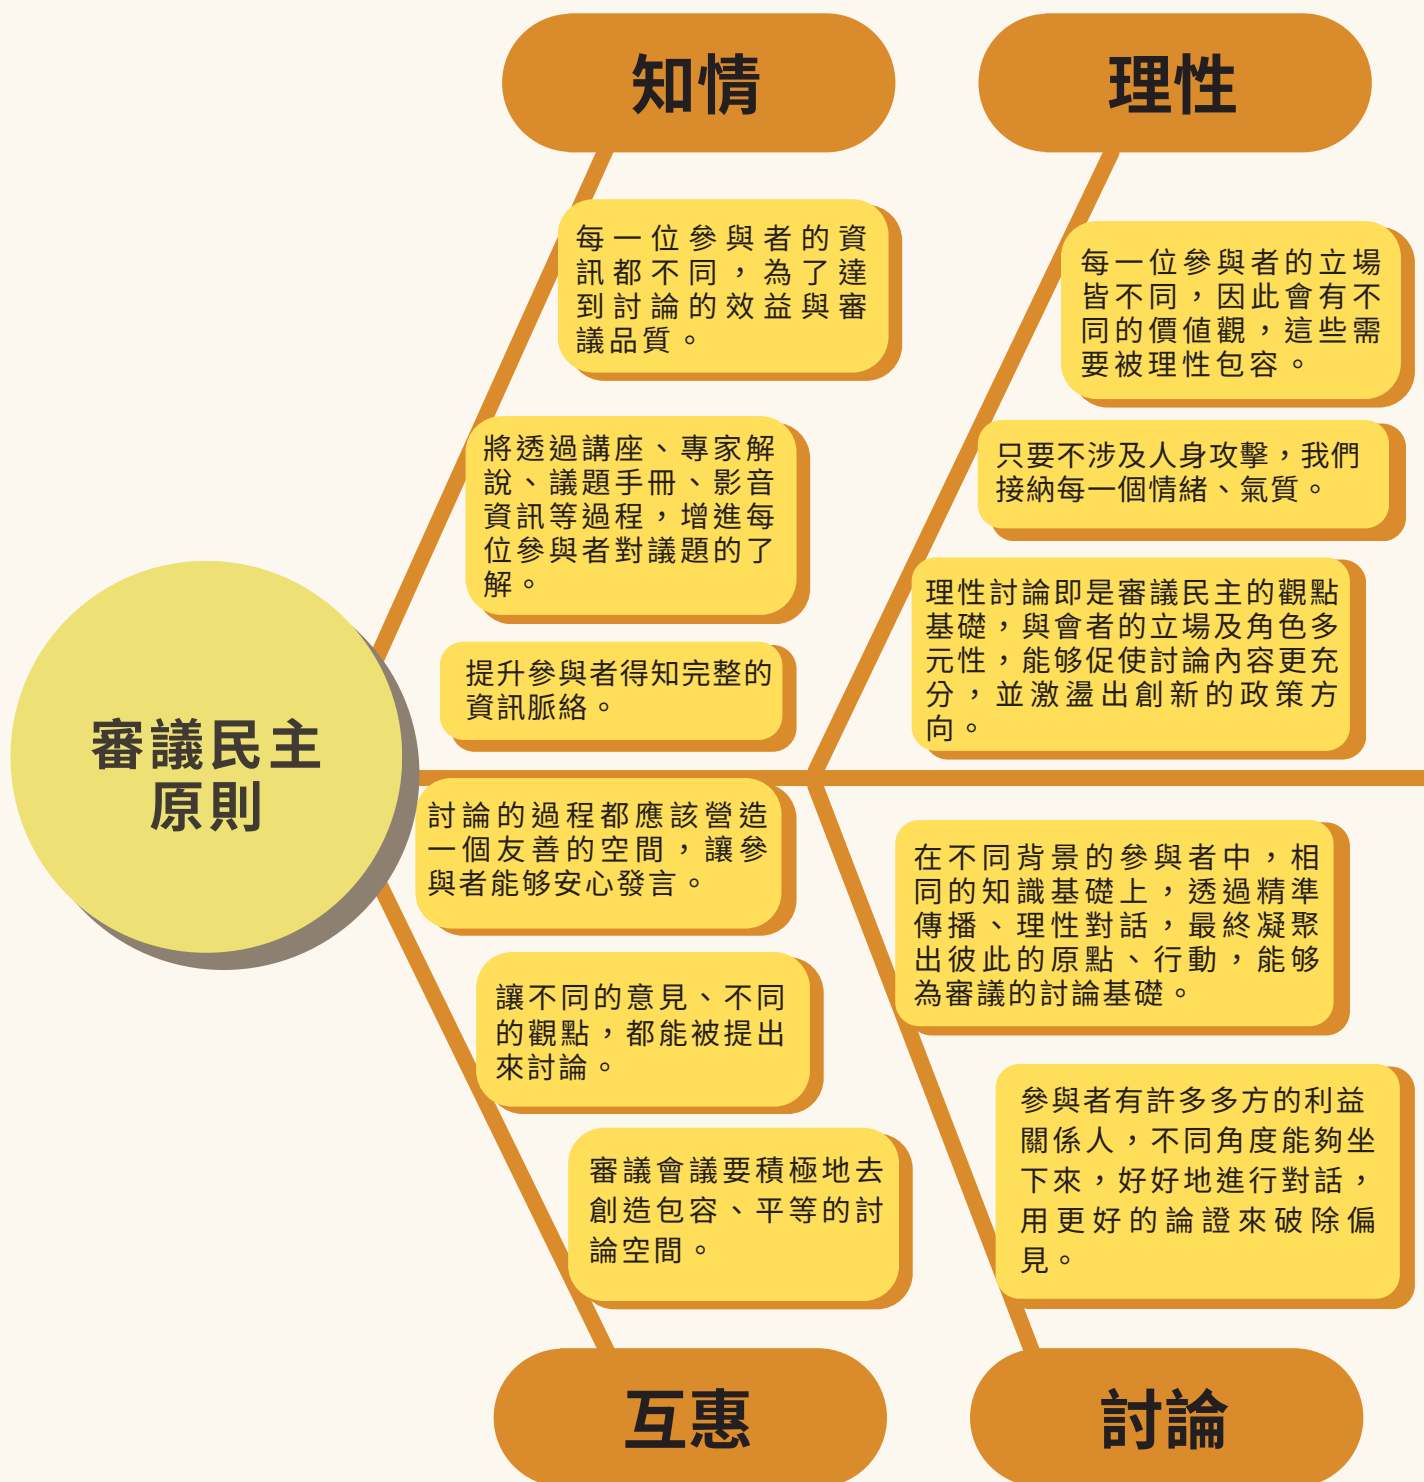 知情
每一位參與者的資
訊都不同，為了達
到討論的效益與審
議品質。
將透過講座、專家解
說、議題手冊、影音
資訊等過程，增進每
位參與者對議題的了
解。
提升參與者得知完整的
資訊脈絡。
理性
每一位參與者的立場
皆不同，因此會有不
同的價值觀，這些需
要被理性包容。
只要不涉及人身攻擊，我們
接納每一個情緒、氣質。
理性討論即是審議民主的觀點
基礎，與會者的立場及角色多
元性，能够促使討論內容更充
分，並激盪出創新的政策方
向。
審議民主
原則
討論的過程都應該營造
一個友善的空間，讓參
與者能够安心發言。
讓不同的意見、不同
的觀點，都能被提出
來討論。
審議會議要積極地去
創造包容、平等的討
論空間。
互惠
在不同背景的參與者中，相
同的知識基礎上，透過精準
傳播、理性對話，最終凝聚
出彼此的原點、行動，能够
為審議的討論基礎。
參與者有許多多方的利益
關係人，不同角度能夠坐
下來，好好地進行對話，
用更好的論證來破除偏
見。
討論